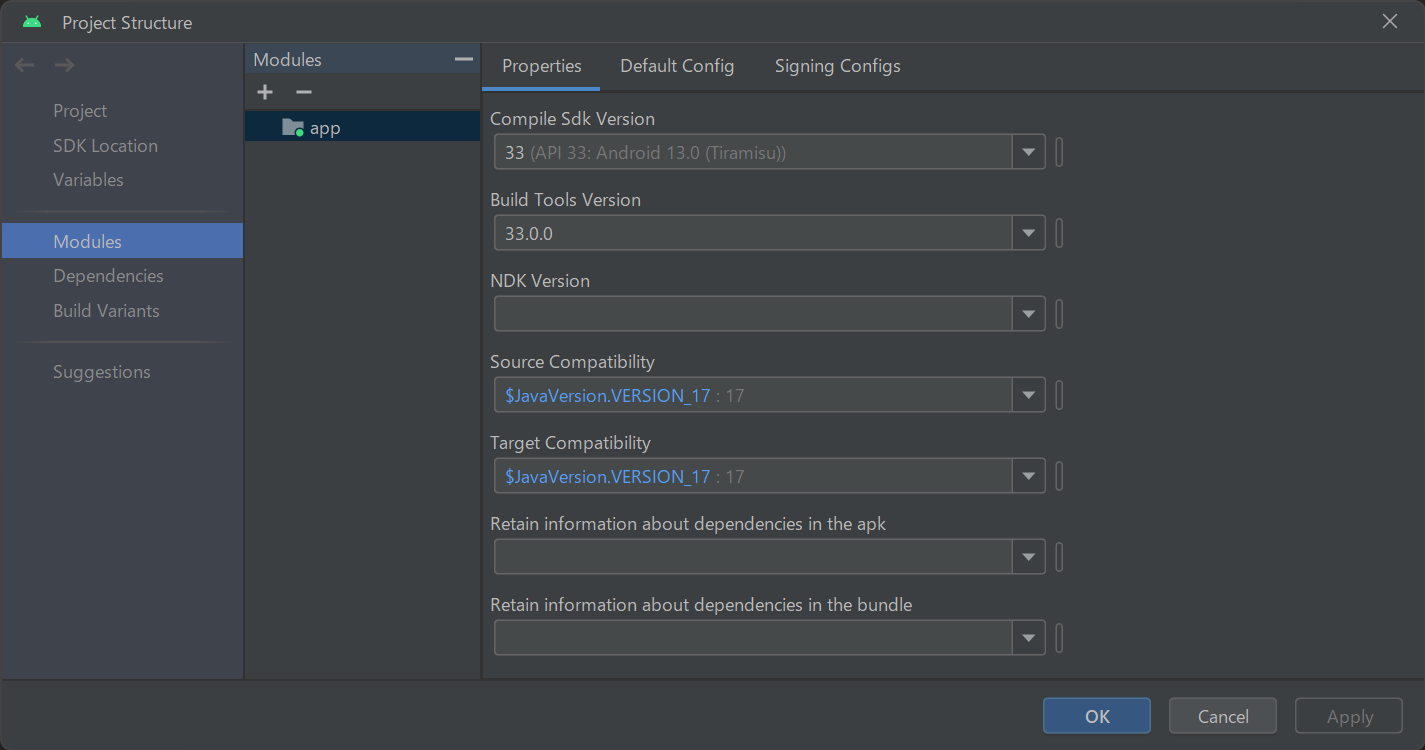 Project Structure
Project
SDK Location
Variables
Modules
Dependencies
Build Variants
Suggestions
Modules
app
Properties Default Config Signing Configs
Compile Sdk Version
33 (API 33: Android 13.0 (Tiramisu))
Build Tools Version
33.0.0
NDK Version
Source Compatibility
$JavaVersion.VERSION_17 : 17
Target Compatibility
$JavaVersion.VERSION_17 : 17
Retain information about dependencies in the apk
Retain information about dependencies in the bundle
OK Cancel Apply